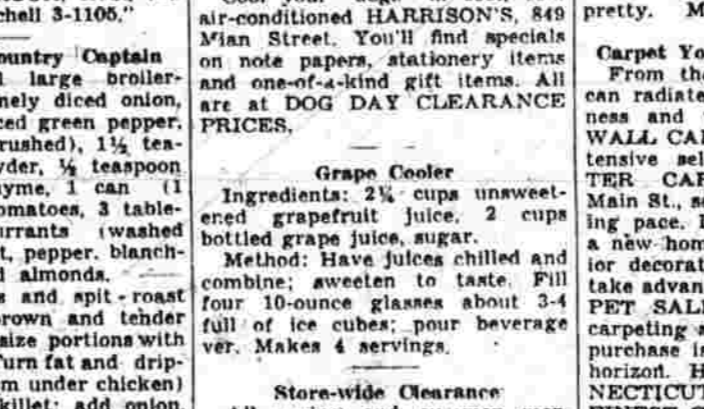 chell 3-1105."
ountry Captain
l large broiler-
nely diced onion,
ced green pepper.
rushed), 1½ tea-
yder, ½ teaspoon
yme, 1 can (1
omatoes, 3 table-
urrants (washed
t, pepper. blanch-
l almonds.
s and spit-roast
rown and tender
size portions with
Turn fat and drip-
m under chicken)
killet: add onion,
air-conditioned HARRISON'S, 849
Mian Street. You'll find specials
on note papers, stationery items
and one-of-a-kind gift items. All
are at DOG DAY CLEARANCE
PRICES,
Grape Cooler
Ingredients: 2¼ cups unsweet-
ened grapefruit juice, 2 cups
bottled grape juice, sugar.
Method: Have juices chilled and
combine; sweeten to taste. Fill
four 10-ounce glasses about 3-4
full of ice cubes; pour beverage
ver. Makes 4 servings.
Store-wide Clearance
pretty. M
Carpet Yo
From the
can radiate
ness and
WALL CAR
tensive sel
TER CAR
Main St., s
ing pace. I
a new hom
ior decorat
take advan
PET SAL
carpeting s
purchase is
horizon. H
NECTICUT